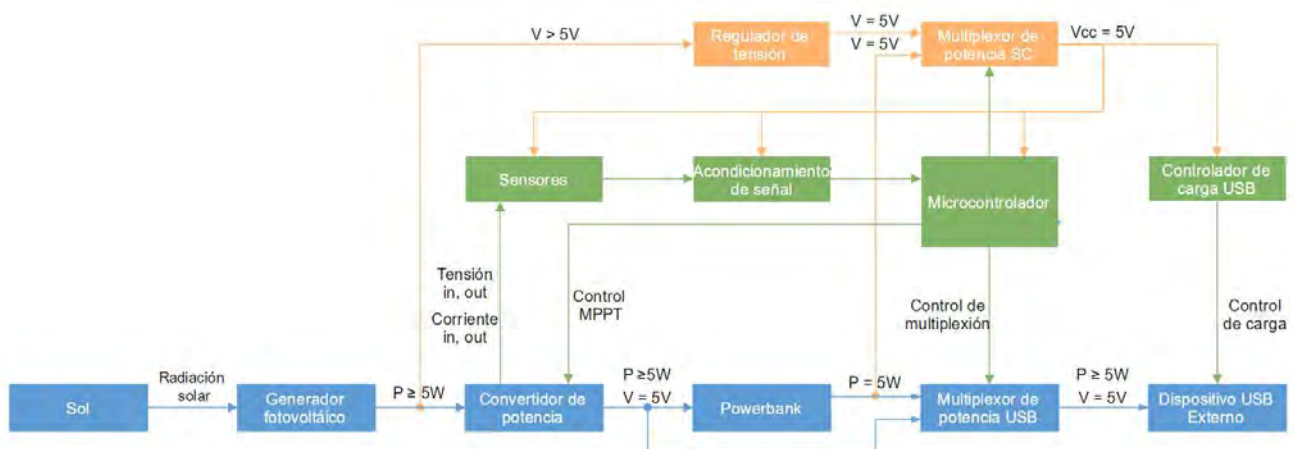 V > 5V
Regulador de
tensión
V = 5V
V = 5V
Multiplexor de
potencia SC
Vcc = 5V
Sensores
Acondicionamiento
de señal
Microcontrolador
Controlador de
carga USB
Tensión
in, out
Corriente
in, out
Control
MPPT
Control de
multiplexión
Control
de carga
Sol
Radiación
solar
Generador
fotovoltáico
P ≥ 5W
Convertidor de
potencia
P ≥5W
V = 5V
Powerbank
P = 5W
Multiplexor de
potencia USB
P ≥ 5W
V = 5V
Dispositivo USB
Externo